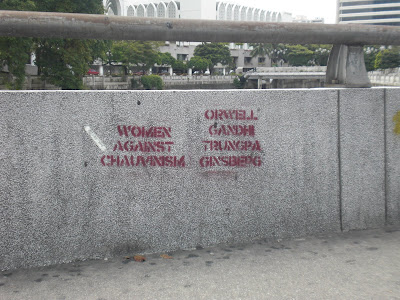 WOMEN
AGAINST
CHAUVINISM
ORWELL
GANDHI
TRUNGPA
GINSBERG